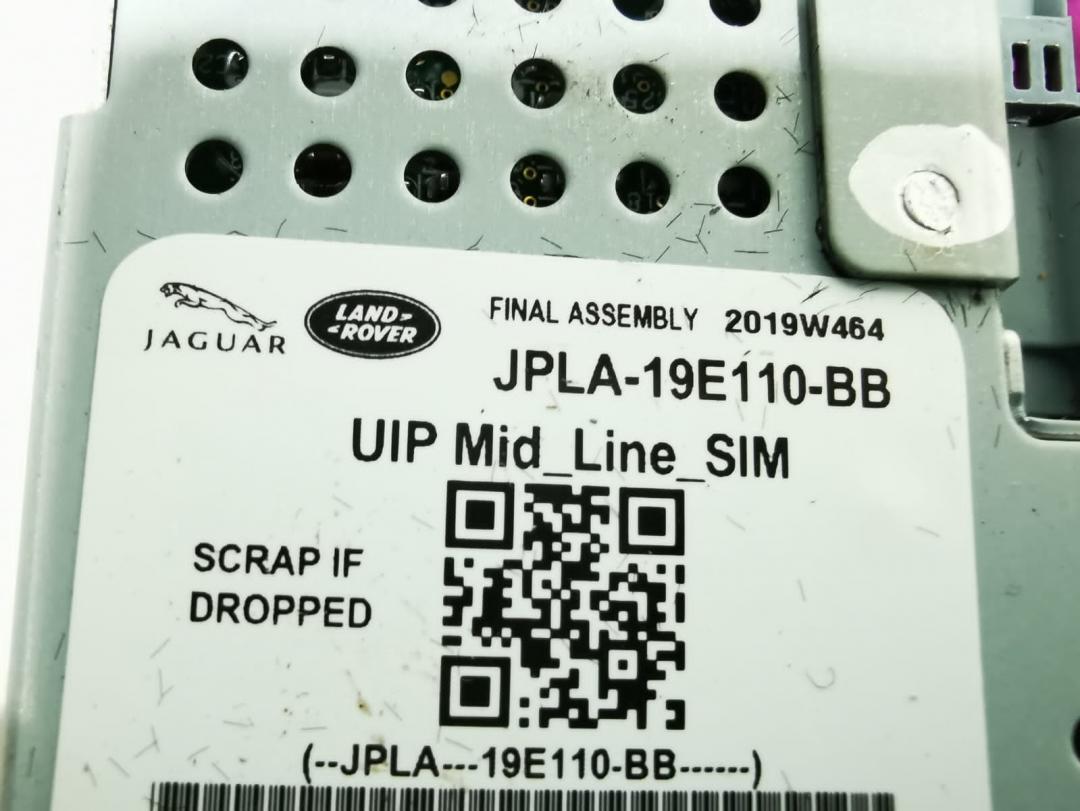 JAGUAR
LAND
ROVER
FINAL ASSEMBLY 2019W464
JPLA-19E110-BB
UIP Mid_Line_SIM
SCRAP IF
DROPPED
(--JPLA---19E110-BB------)